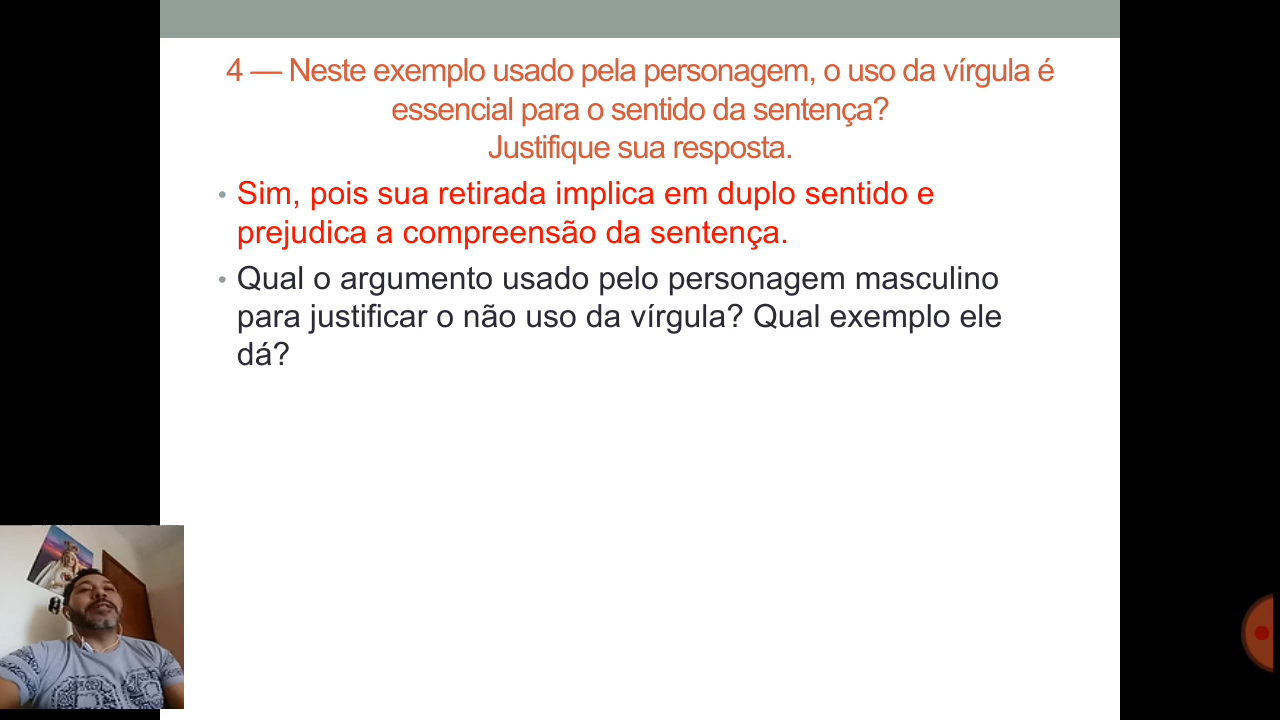 4 — Neste exemplo usado pela personagem, o uso da vírgula é
essencial para o sentido da sentença?
Justifique sua resposta.
• Sim, pois sua retirada implica em duplo sentido e
prejudica a compreensão da sentença.
• Qual o argumento usado pelo personagem masculino
para justificar o não uso da vírgula? Qual exemplo ele
dá?